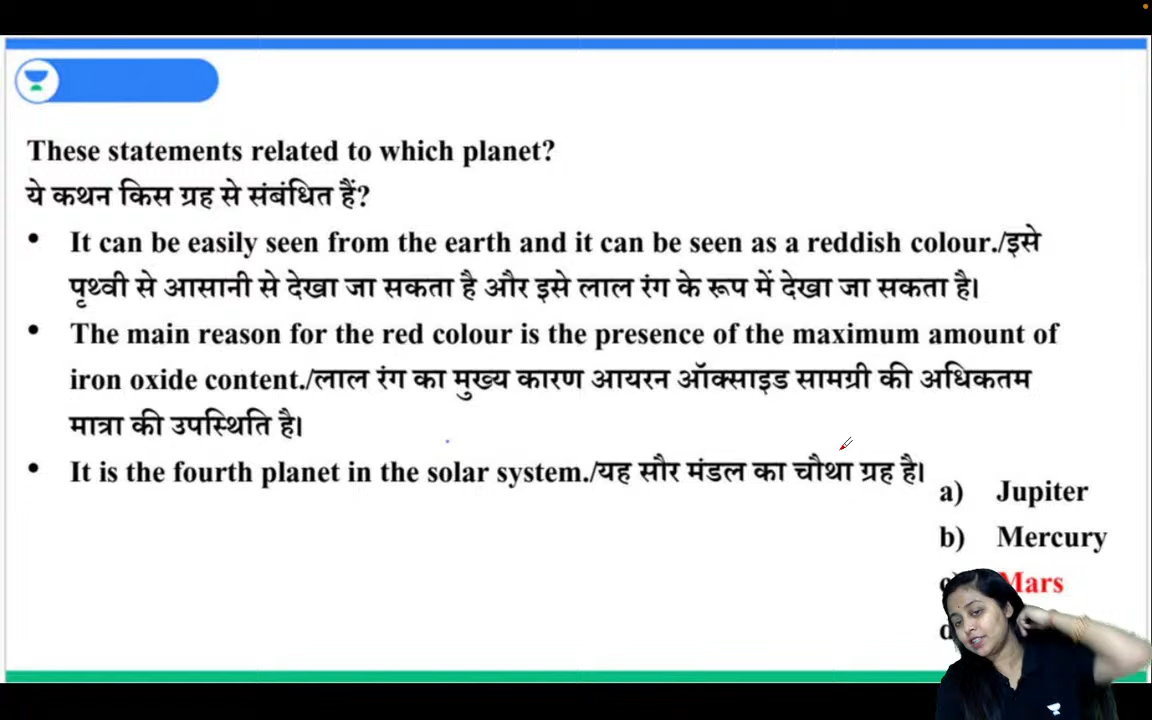 These statements related to which planet?
ये कथन किस ग्रह से संबंधित हैं?
• It can be easily seen from the earth and it can be seen as a reddish colour./इसे
पृथ्वी से आसानी से देखा जा सकता है और इसे लाल रंग के रूप में देखा जा सकता है।
• The main reason for the red colour is the presence of the maximum amount of
iron oxide content./लाल रंग का मुख्य कारण आयरन ऑक्साइड सामग्री की अधिकतम
मात्रा की उपस्थिति है।
• It is the fourth planet in the solar system./यह सौर मंडल का चौथा ग्रह है।
a) Jupiter
b) Mercury
Mars